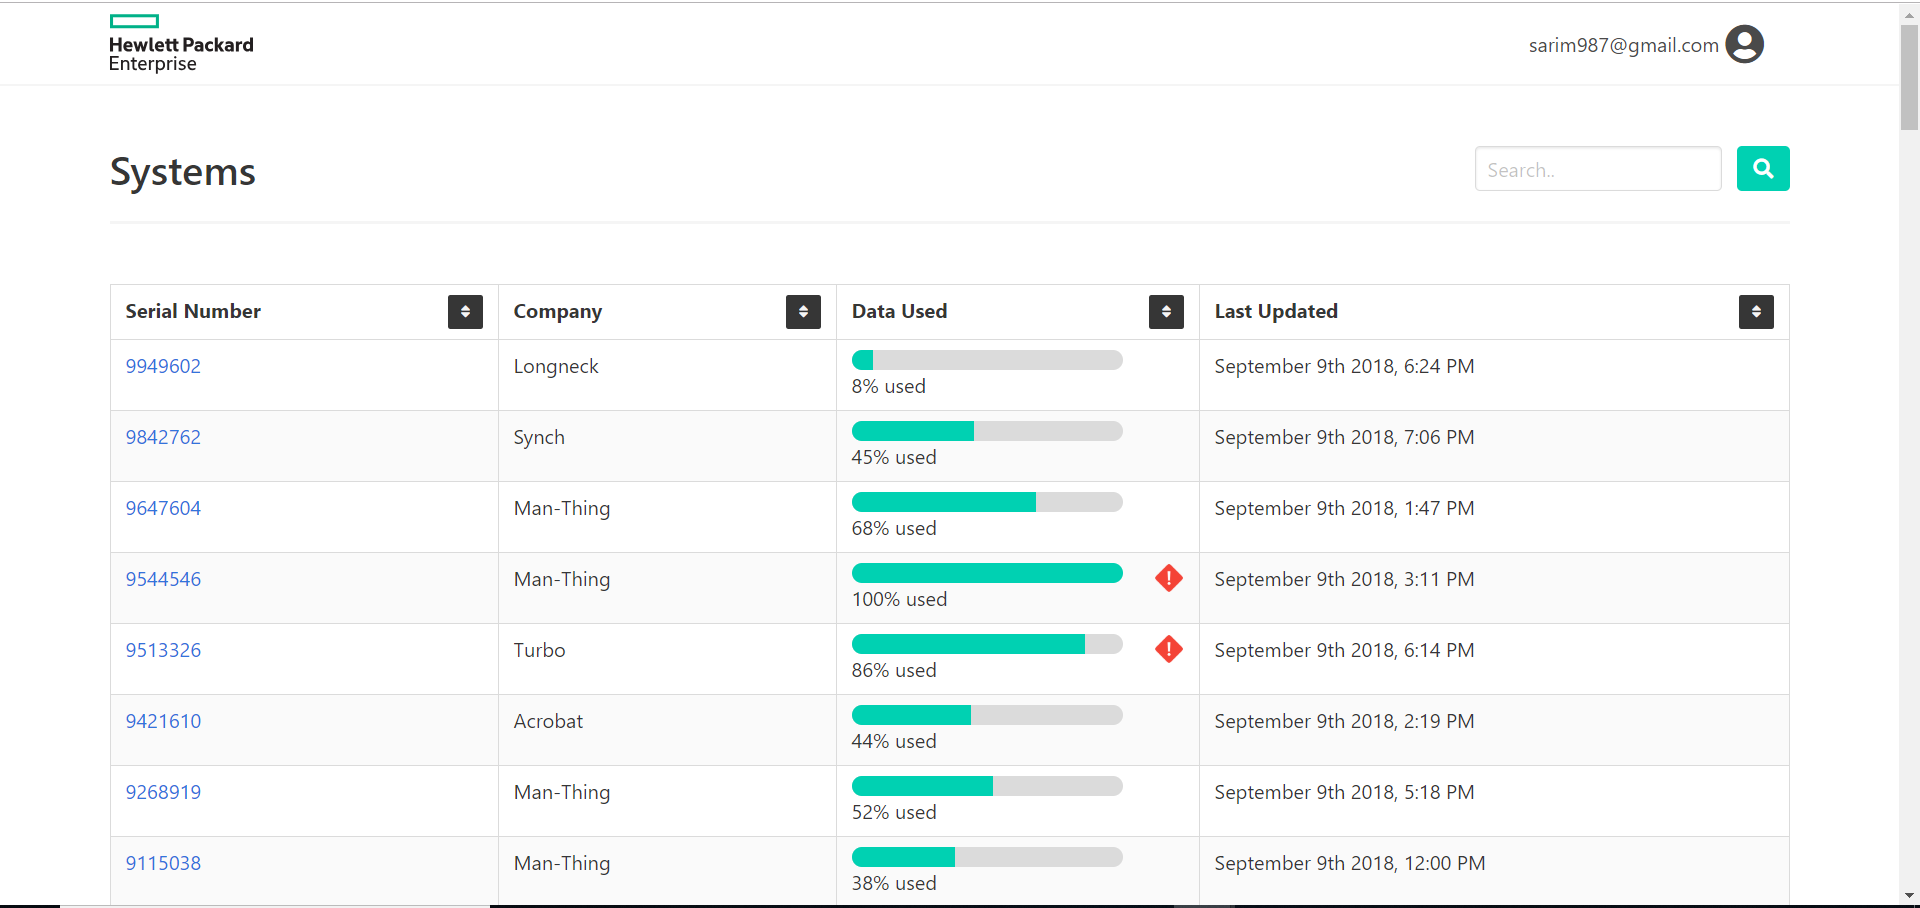 Hewlett Packard
Enterprise
sarim987@gmail.com
Systems
Search..
Serial Number Company Data Used Last Updated
9949602 Longneck 8% used September 9th 2018, 6:24 PM
9842762 Synch 45% used September 9th 2018, 7:06 PM
9647604 Man-Thing 68% used September 9th 2018, 1:47 PM
9544546 Man-Thing 100% used September 9th 2018, 3:11 PM
9513326 Turbo 86% used September 9th 2018, 6:14 PM
9421610 Acrobat 44% used September 9th 2018, 2:19 PM
9268919 Man-Thing 52% used September 9th 2018, 5:18 PM
9115038 Man-Thing 38% used September 9th 2018, 12:00 PM